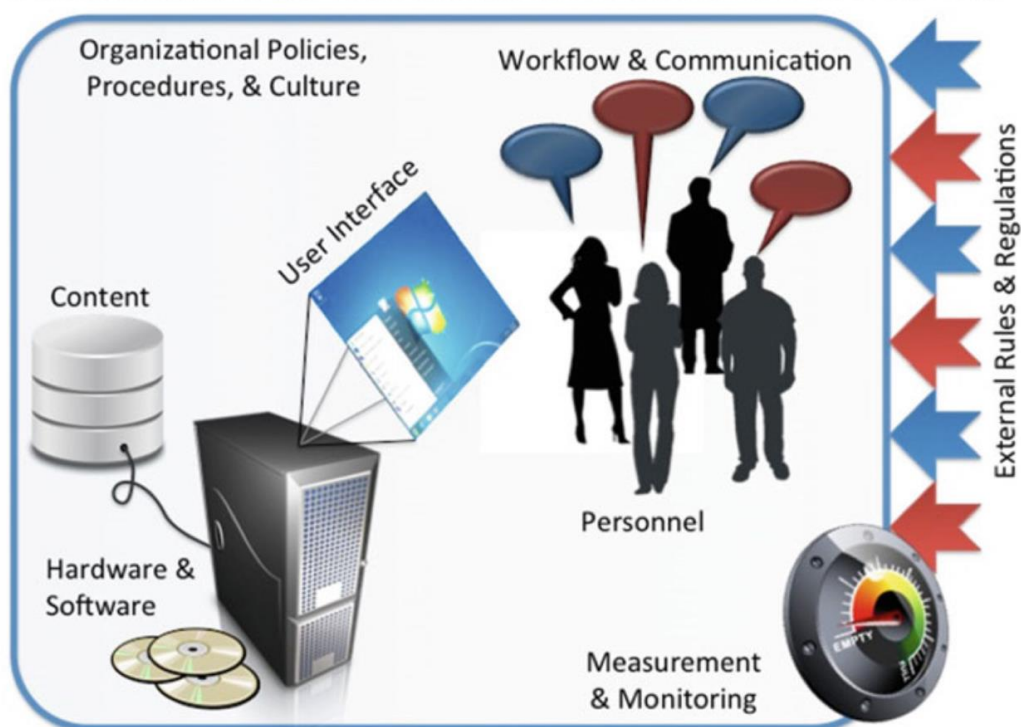 Organizational Policies,
Procedures, & Culture
Workflow & Communication
User Interface
Content
External Rules & Regulations
Personnel
Hardware &
Software
EMPTY
Measurement
& Monitoring